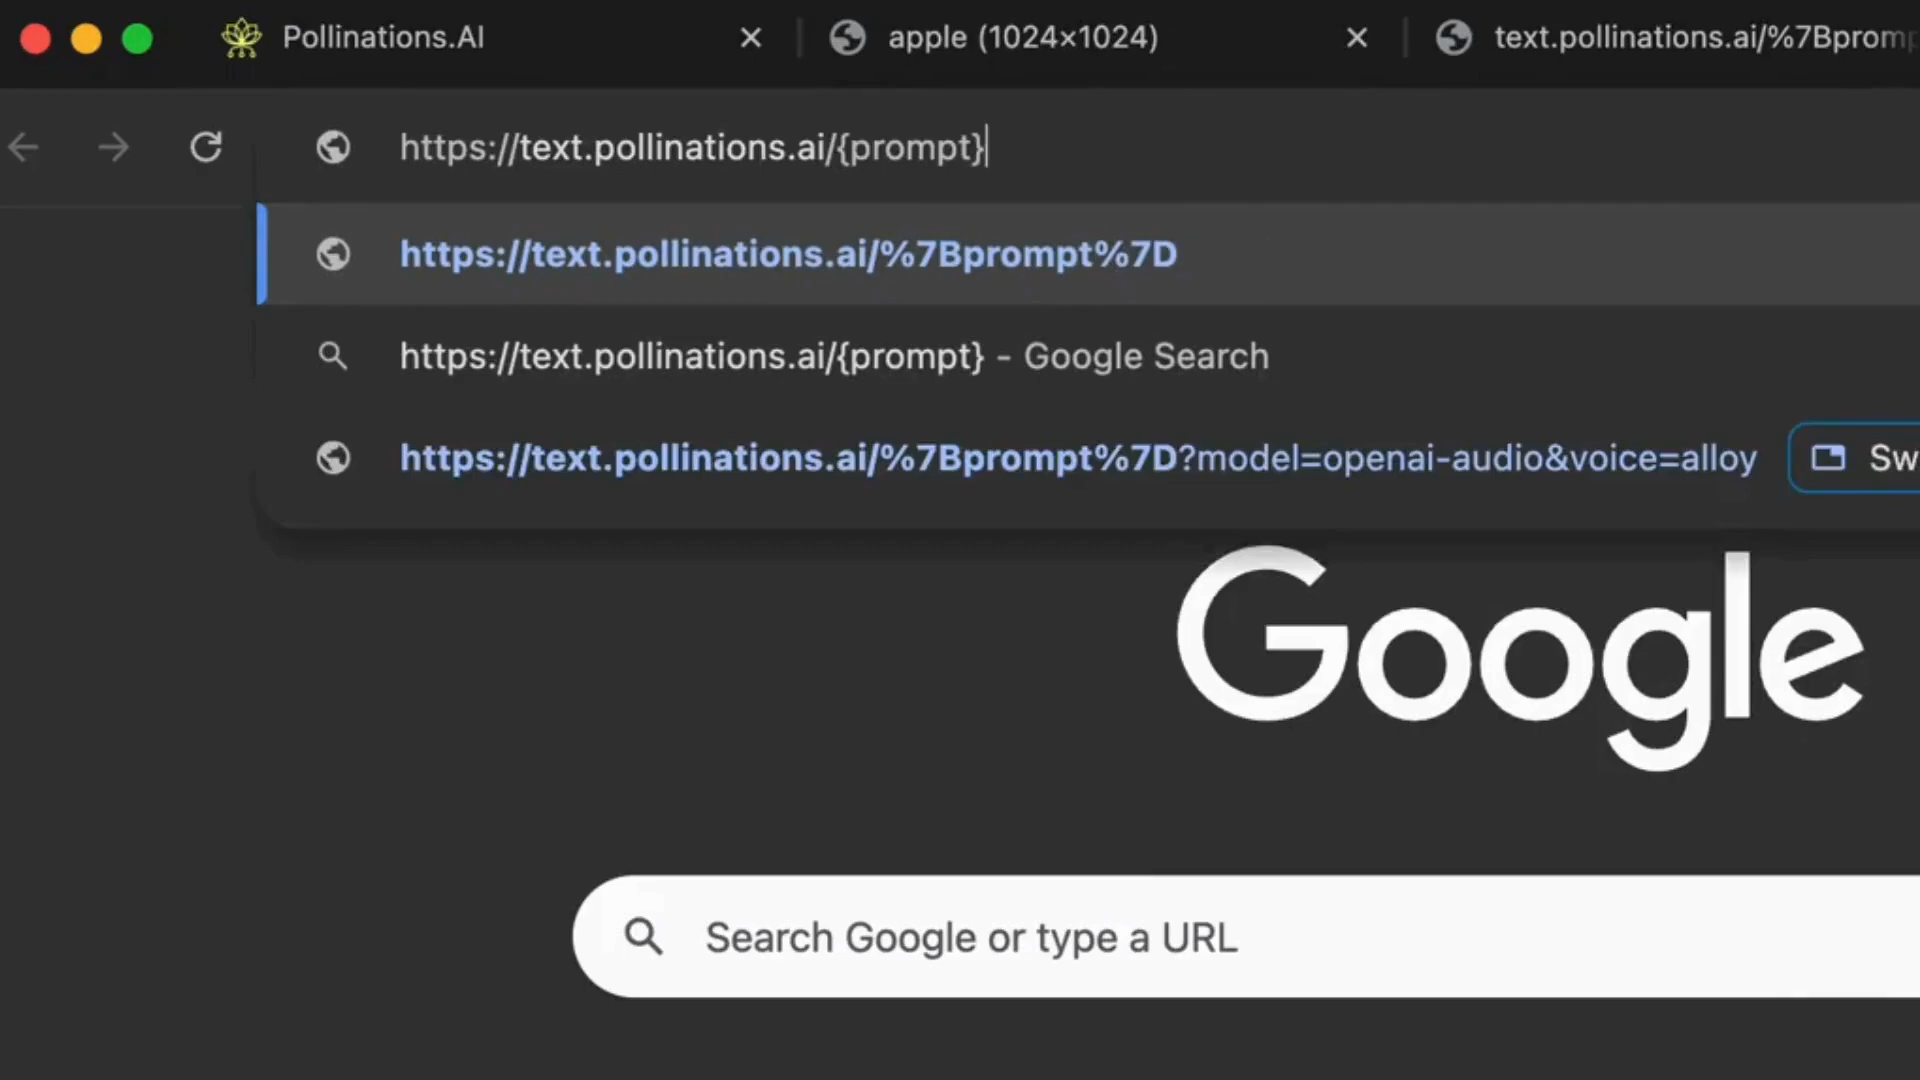 Pollinations.AI
apple (1024×1024)
text.pollinations.ai/%7Bpromp
https://text.pollinations.ai/{prompt}
https://text.pollinations.ai/%7Bprompt%7D
https://text.pollinations.ai/{prompt} – Google Search
https://text.pollinations.ai/%7Bprompt%7D?model=openai-audio&voice=alloy
Sw
Google
Search Google or type a URL